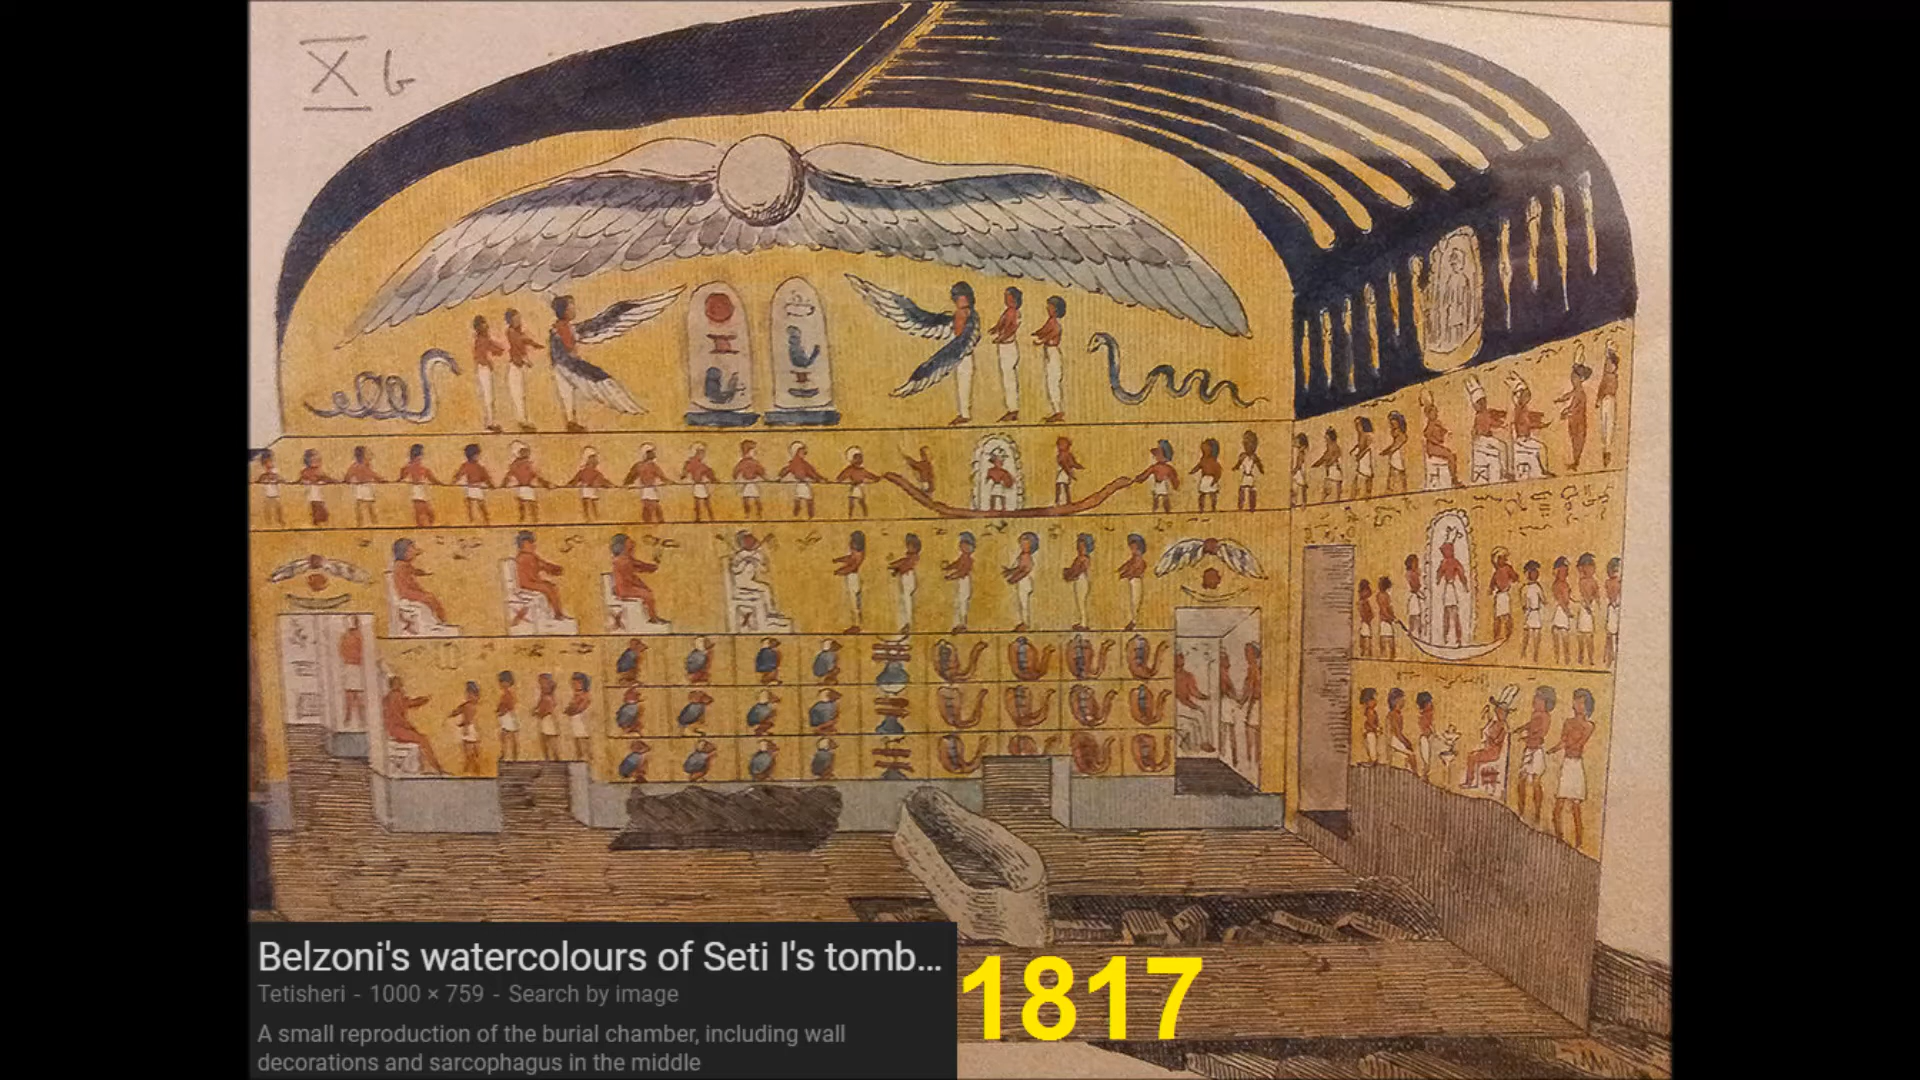 X b
Belzoni's watercolours of Seti I's tomb...
Tetisheri - 1000 × 759 - Search by image
A small reproduction of the burial chamber, including wall
decorations and sarcophagus in the middle
1817